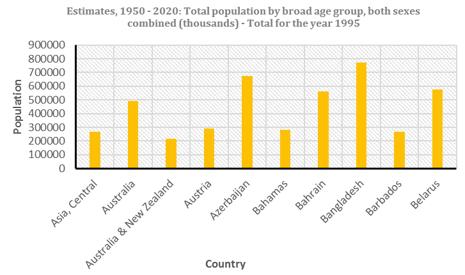 Estimates, 1950 - 2020: Total population by broad age group, both sexes
combined (thousands) - Total for the year 1995
900000
800000
700000
600000
500000
400000
300000
200000
100000
0
Population
Asia, Central
Australia
Australia & New Zealand
Austria
Azerbaijan
Bahamas
Bahrain
Bangladesh
Barbados
Belarus
Country